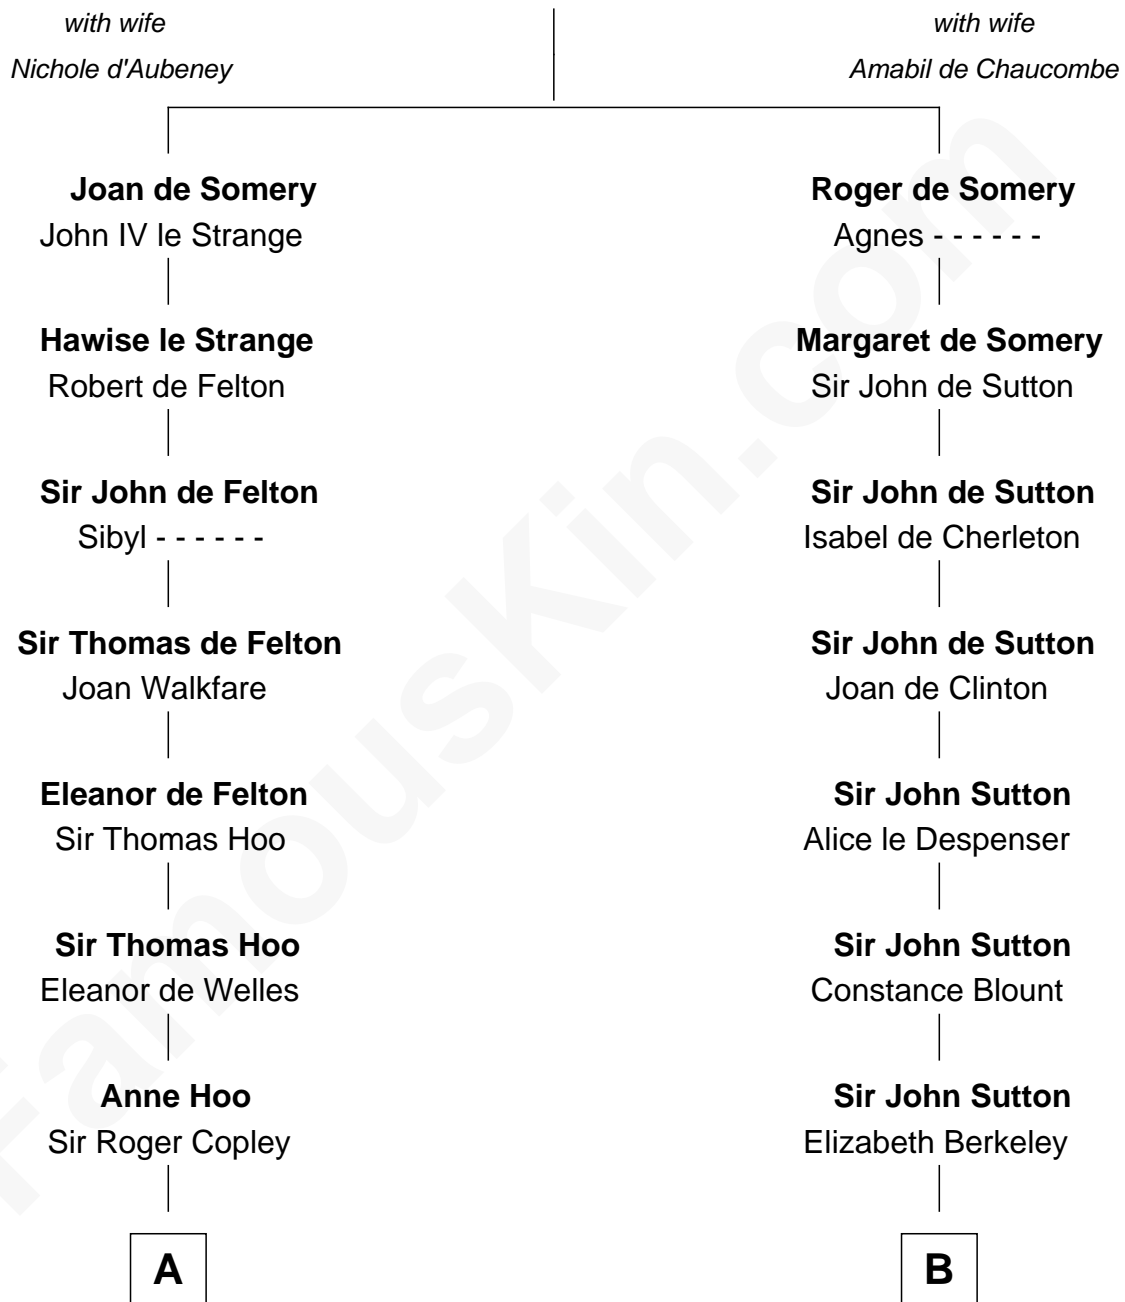 with wife
Nichole d'Aubeney
with wife
Amabil de Chaucombe
Joan de Somery
John IV le Strange
Roger de Somery
Agnes - - - - - -
Hawise le Strange
Robert de Felton
Margaret de Somery
Sir John de Sutton
Sir John de Felton
Sibyl - - - - - -
Sir John de Sutton
Isabel de Cherleton
Sir Thomas de Felton
Joan Walkfare
Sir John de Sutton
Joan de Clinton
Eleanor de Felton
Sir Thomas Hoo
Sir John Sutton
Alice le Despenser
Sir Thomas Hoo
Eleanor de Welles
Sir John Sutton
Constance Blount
Anne Hoo
Sir Roger Copley
Sir John Sutton
Elizabeth Berkeley
A
B
FamousKin.com